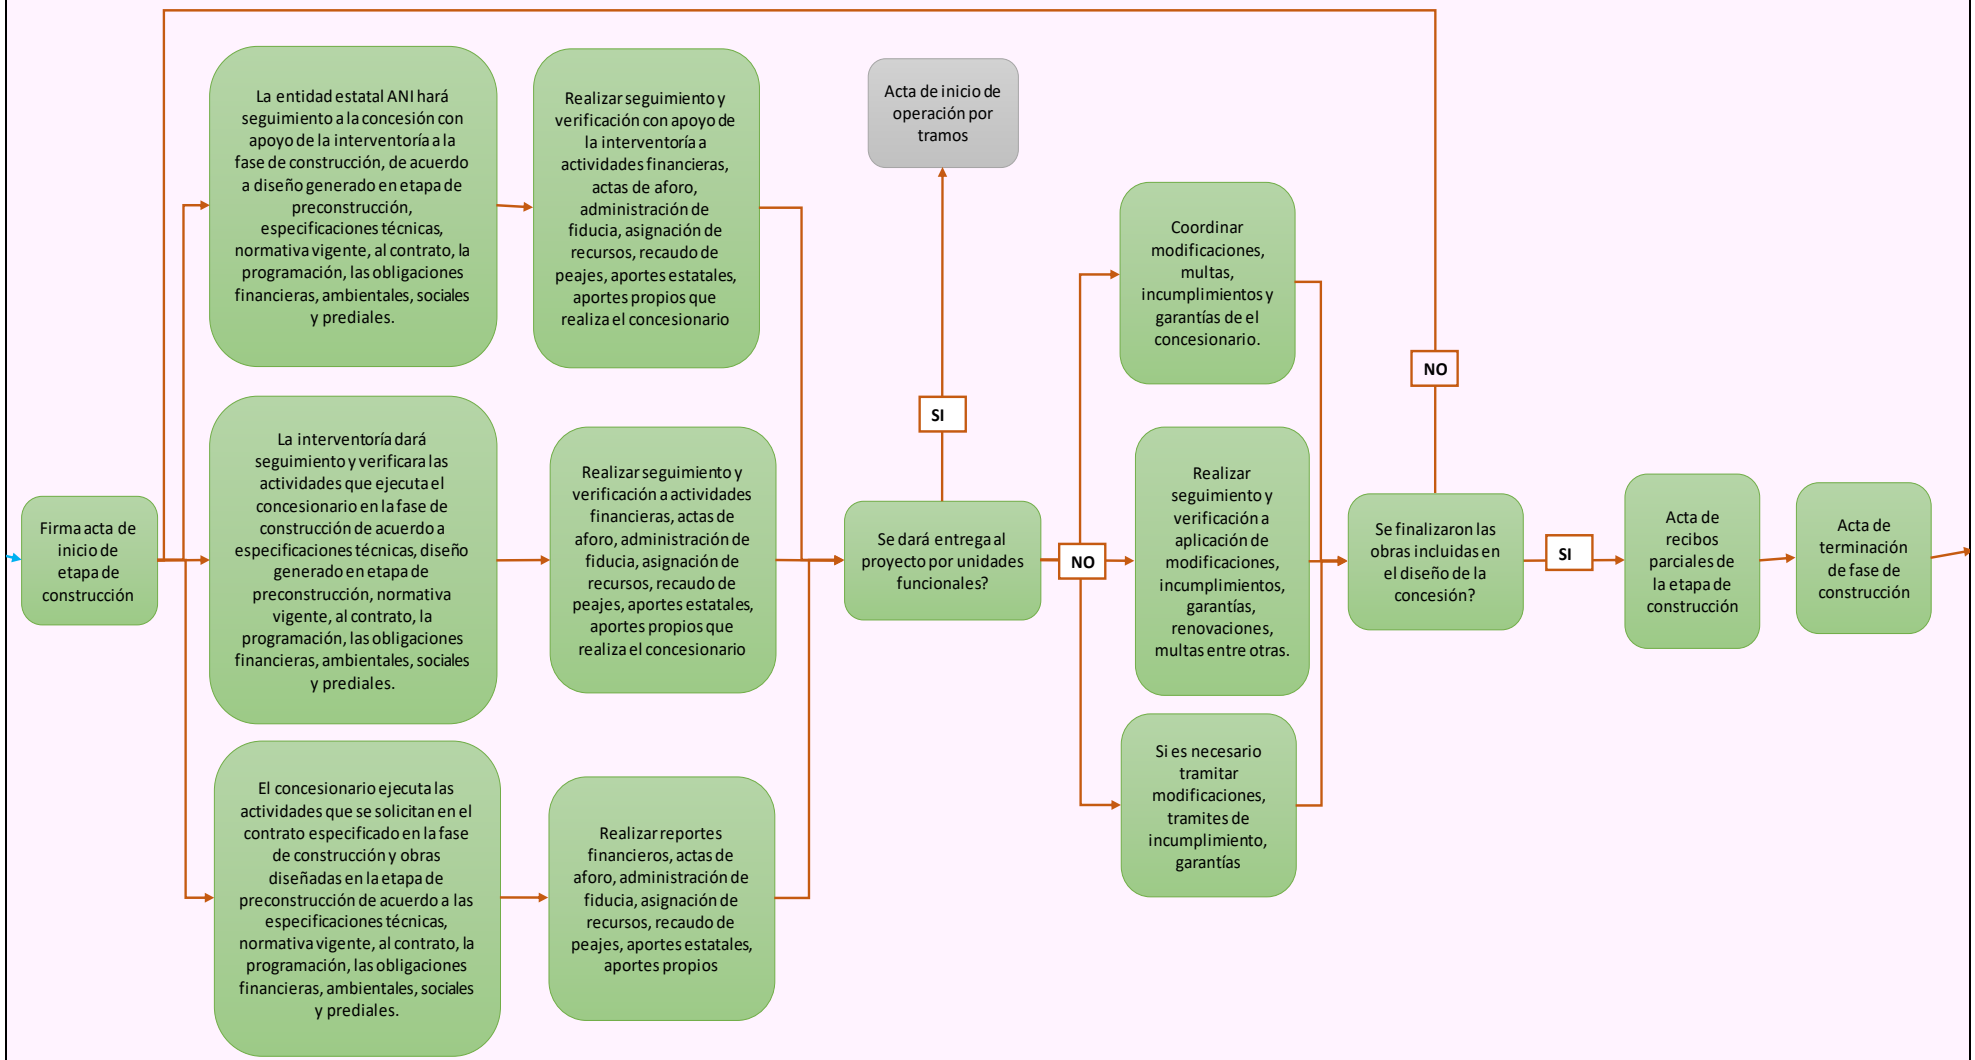 Firma acta de
inicio de
etapa de
construcción
La entidad estatal ANI hará
seguimiento a la concesión con
apoyo de la interventoría a la
fase de construcción, de acuerdo
a diseño generado en etapa de
preconstrucción,
especificaciones técnicas,
normativa vigente, al contrato, la
programación, las obligaciones
financieras, ambientales, sociales
y prediales.
Realizar seguimiento y
verificación con apoyo de
la interventoría a
actividades financieras,
actas de aforo,
administración de
fiducia, asignación de
recursos, recaudo de
peajes, aportes estatales,
aportes propios que
realiza el concesionario
La interventoría dará
seguimiento y verificara las
actividades que ejecuta el
concesionario en la fase de
construcción de acuerdo a
especificaciones técnicas, diseño
generado en etapa de
preconstrucción, normativa
vigente, al contrato, la
programación, las obligaciones
financieras, ambientales, sociales
y prediales.
Realizar seguimiento y
verificación a actividades
financieras, actas de
aforo, administración de
fiducia, asignación de
recursos, recaudo de
peajes, aportes estatales,
aportes propios que
realiza el concesionario
El concesionario ejecuta las
actividades que se solicitan en el
contrato especificado en la fase
de construcción y obras
diseñadas en la etapa de
preconstrucción de acuerdo a las
especificaciones técnicas,
normativa vigente, al contrato, la
programación, las obligaciones
financieras, ambientales, sociales
y prediales.
Realizar reportes
financieros, actas de
aforo, administración de
fiducia, asignación de
recursos, recaudo de
peajes, aportes estatales,
aportes propios
Se dará entrega al
proyecto por unidades
funcionales?
SI
Acta de inicio de
operación por
tramos
NO
Coordinar
modificaciones,
multas,
incumplimientos y
garantías de el
concesionario.
Realizar
seguimiento y
verificación a
aplicación de
modificaciones,
incumplimientos,
garantías,
renovaciones,
multas entre otras.
Si es necesario
tramitar
modificaciones,
tramites de
incumplimiento,
garantías
Se finalizaron las
obras incluidas en
el diseño de la
concesión?
NO
SI
Acta de
recibos
parciales de
la etapa de
construcción
Acta de
terminación
de fase de
construcción